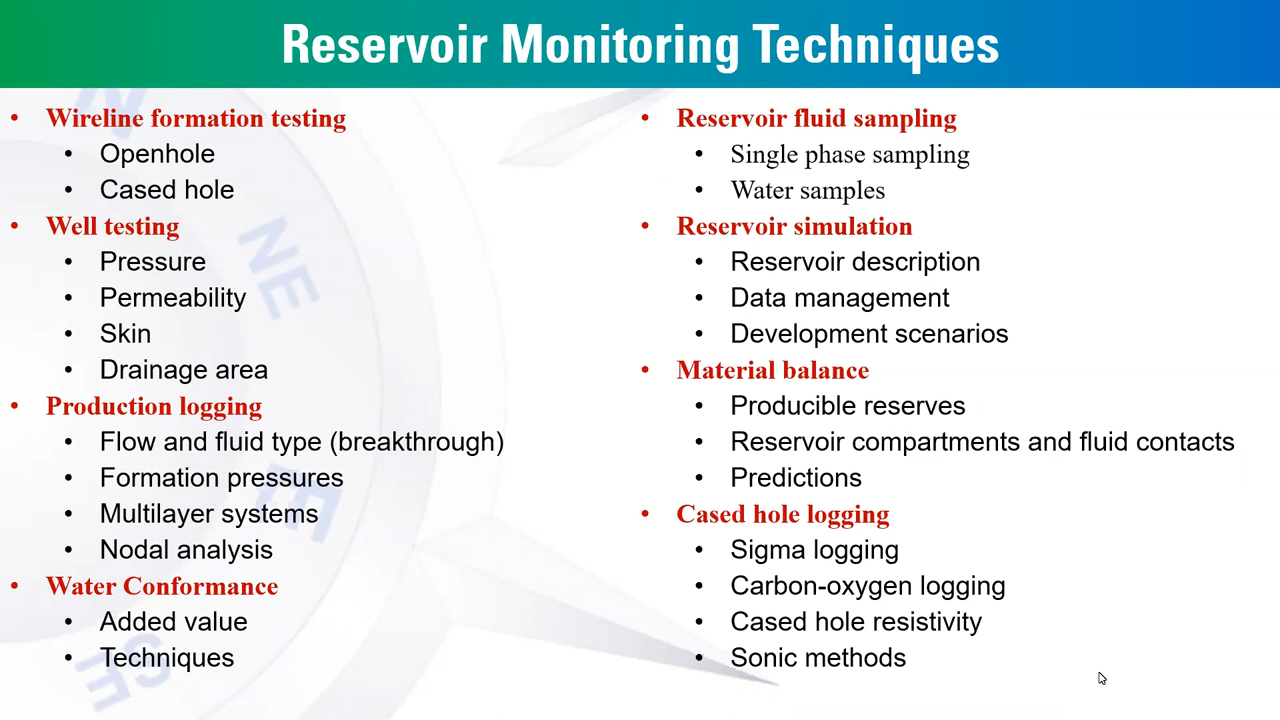 Reservoir Monitoring Techniques
• Wireline formation testing
• Openhole
• Cased hole
• Well testing
• Pressure
• Permeability
• Skin
• Drainage area
• Production logging
• Flow and fluid type (breakthrough)
• Formation pressures
• Multilayer systems
• Nodal analysis
• Water Conformance
• Added value
• Techniques
• Reservoir fluid sampling
• Single phase sampling
• Water samples
• Reservoir simulation
• Reservoir description
• Data management
• Development scenarios
• Material balance
• Producible reserves
• Reservoir compartments and fluid contacts
• Predictions
• Cased hole logging
• Sigma logging
• Carbon-oxygen logging
• Cased hole resistivity
• Sonic methods
N
NE
E
SE